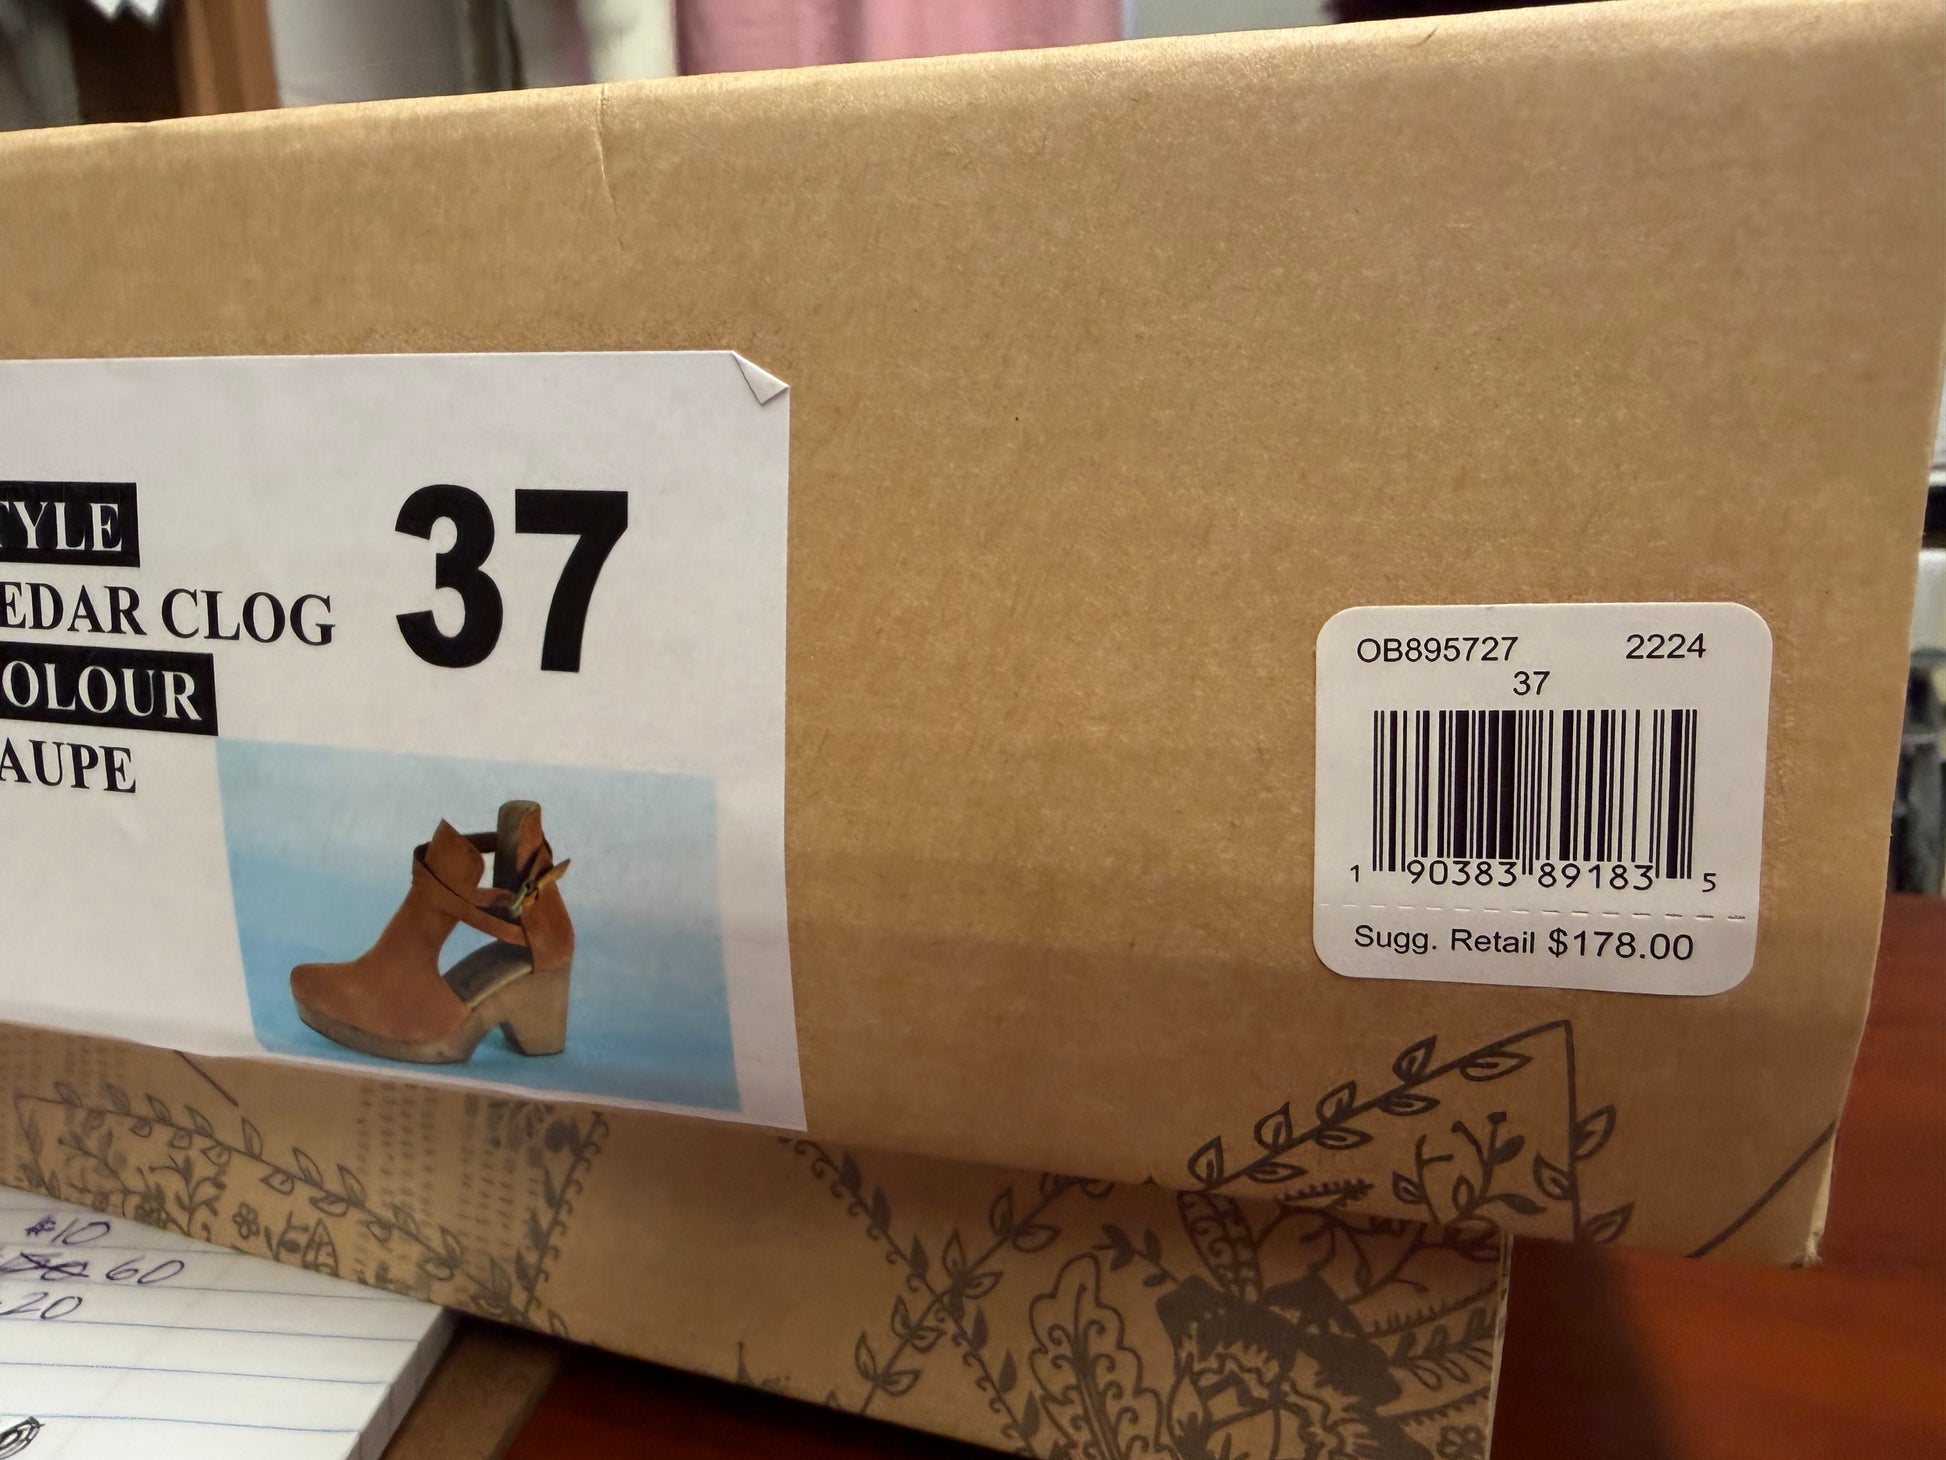 TYLE
EDAR CLOG
37
OLOUR
AUPE
OB895727 2224
37
1 90383 89183 5
Sugg. Retail $178.00
$10
60
20